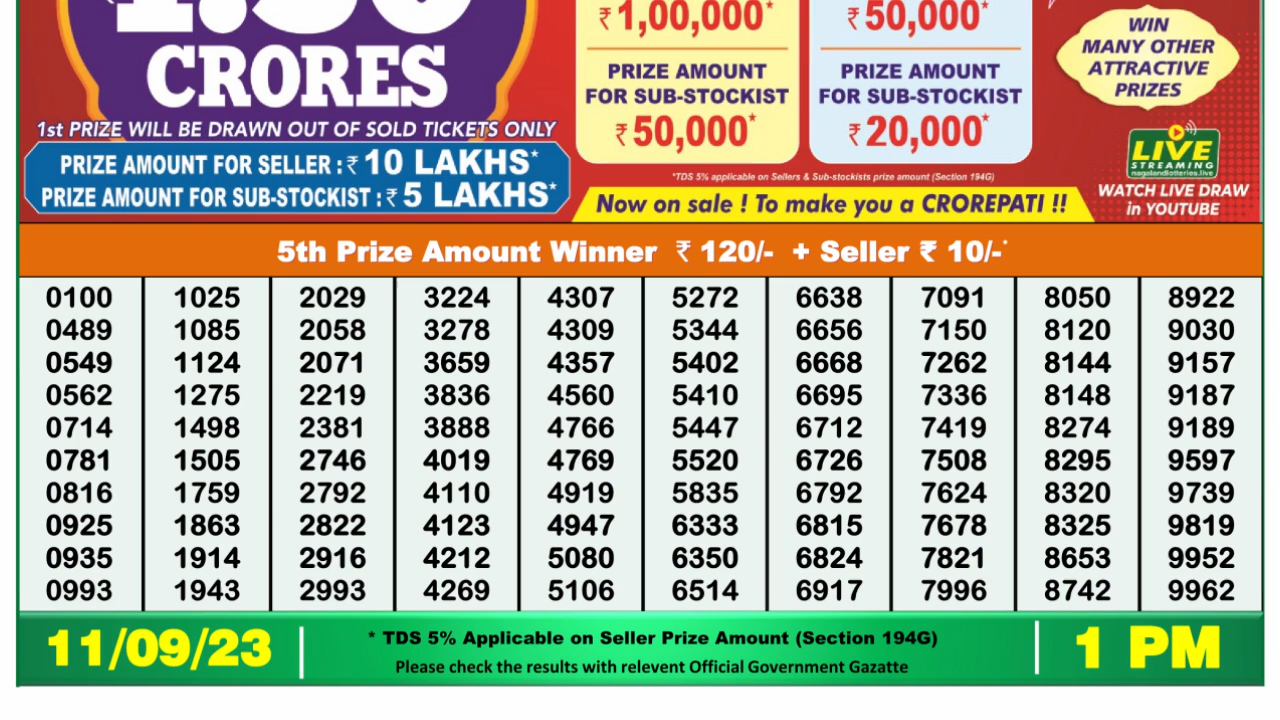 CRORES
1st PRIZE WILL BE DRAWN OUT OF SOLD TICKETS ONLY
PRIZE AMOUNT FOR SELLER : ₹ 10 LAKHS*
PRIZE AMOUNT FOR SUB-STOCKIST : ₹ 5 LAKHS*
₹ 1,00,000*
PRIZE AMOUNT
FOR SUB-STOCKIST
₹ 50,000*
₹ 50,000*
PRIZE AMOUNT
FOR SUB-STOCKIST
₹ 20,000*
*TDS 5% applicable on Sellers & Sub-stockists prize amount (Section 194G)
Now on sale ! To make you a CROREPATI !!
WIN
MANY OTHER
ATTRACTIVE
PRIZES
LIVE
STREAMING
nagalandlotteries.live
WATCH LIVE DRAW
in YOUTUBE
5th Prize Amount Winner ₹ 120/- + Seller ₹ 10/-*
0100 1025 2029 3224 4307 5272 6638 7091 8050 8922
0489 1085 2058 3278 4309 5344 6656 7150 8120 9030
0549 1124 2071 3659 4357 5402 6668 7262 8144 9157
0562 1275 2219 3836 4560 5410 6695 7336 8148 9187
0714 1498 2381 3888 4766 5447 6712 7419 8274 9189
0781 1505 2746 4019 4769 5520 6726 7508 8295 9597
0816 1759 2792 4110 4919 5835 6792 7624 8320 9739
0925 1863 2822 4123 4947 6333 6815 7678 8325 9819
0935 1914 2916 4212 5080 6350 6824 7821 8653 9952
0993 1943 2993 4269 5106 6514 6917 7996 8742 9962
11/09/23
* TDS 5% Applicable on Seller Prize Amount (Section 194G)
Please check the results with relevent Official Government Gazatte
1 PM